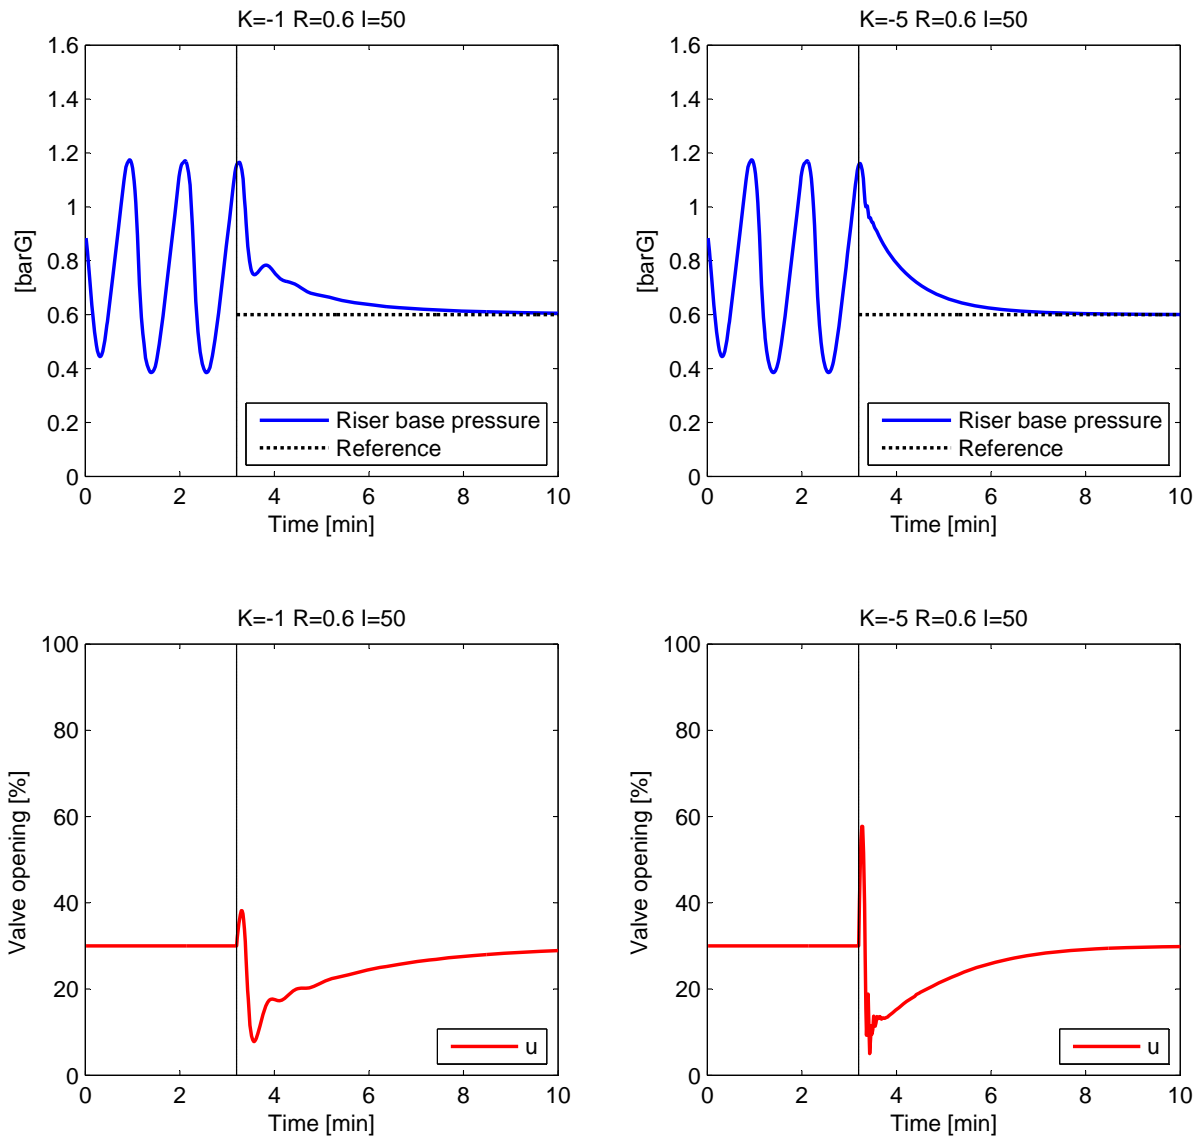 K=-1 R=0.6 I=50
1.6
1.4
1.2
1
0.8
0.6
0.4
0.2
0
[barG]
Riser base pressure
Reference
0 2 4 6 8 10
Time [min]
K=-5 R=0.6 I=50
1.6
1.4
1.2
1
0.8
0.6
0.4
0.2
0
[barG]
Riser base pressure
Reference
0 2 4 6 8 10
Time [min]
K=-1 R=0.6 I=50
100
80
60
40
20
0
Valve opening [%]
u
0 2 4 6 8 10
Time [min]
K=-5 R=0.6 I=50
100
80
60
40
20
0
Valve opening [%]
u
0 2 4 6 8 10
Time [min]